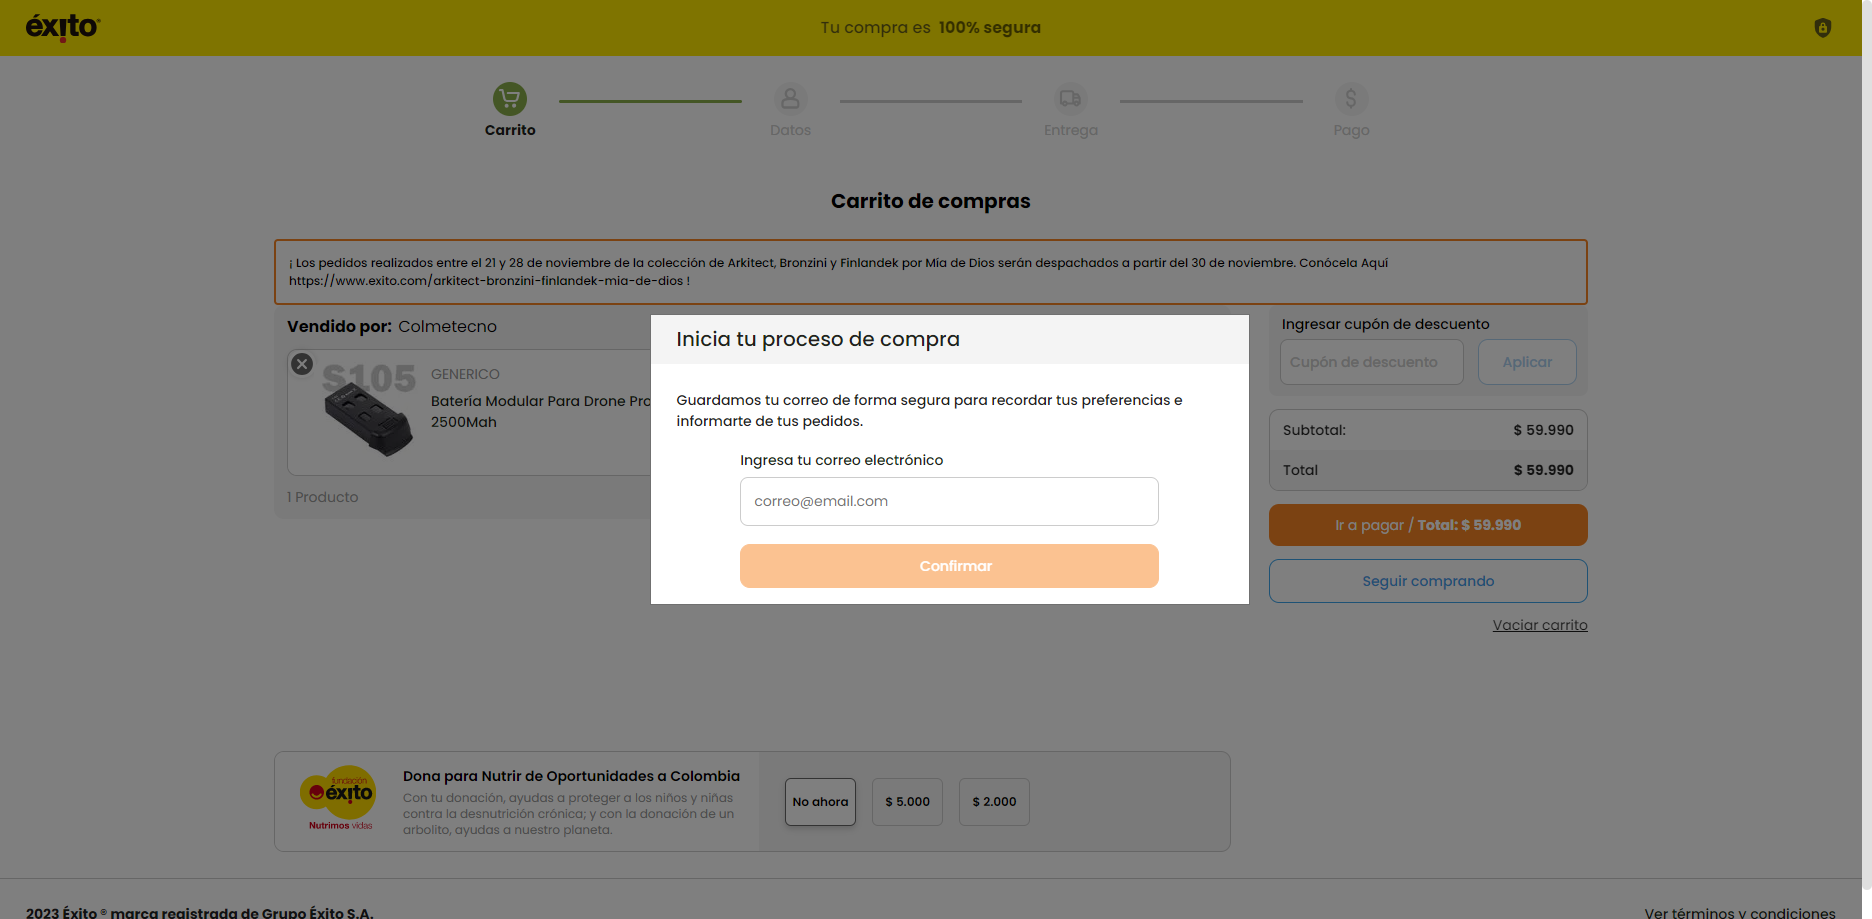 éxito
Tu compra es 100% segura
Carrito
Datos
Entrega
Pago
Carrito de compras
¡ Los pedidos realizados entre el 21 y 28 de noviembre de la colección de Arkitect, Bronzini y Finlandek por Mia de Dios serán despachados a partir del 30 de noviembre. Conócela Aquí
https://www.exito.com/arkitect-bronzini-finlandek-mia-de-dios !
Vendido por: Colmetecno
S105
GENERICO
Batería Modular Para Drone Pro
2500Mah
1 Producto
Inicia tu proceso de compra
Guardamos tu correo de forma segura para recordar tus preferencias e
informarte de tus pedidos.
Ingresa tu correo electrónico
correo@email.com
Confirmar
Ingresar cupón de descuento
Cupón de descuento
Aplicar
Subtotal: $ 59.990
Total $ 59.990
Ir a pagar / Total: $ 59.990
Seguir comprando
Vaciar carrito
fundación
éxito
Nutrimos vidas
Dona para Nutrir de Oportunidades a Colombia
Con tu donación, ayudas a proteger a los niños y niñas
contra la desnutrición crónica; y con la donación de un
arbolito, ayudas a nuestro planeta.
No ahora
$ 5.000
$ 2.000
2023 Éxito ® marca registrada de Grupo Éxito S.A.
Ver términos y condiciones